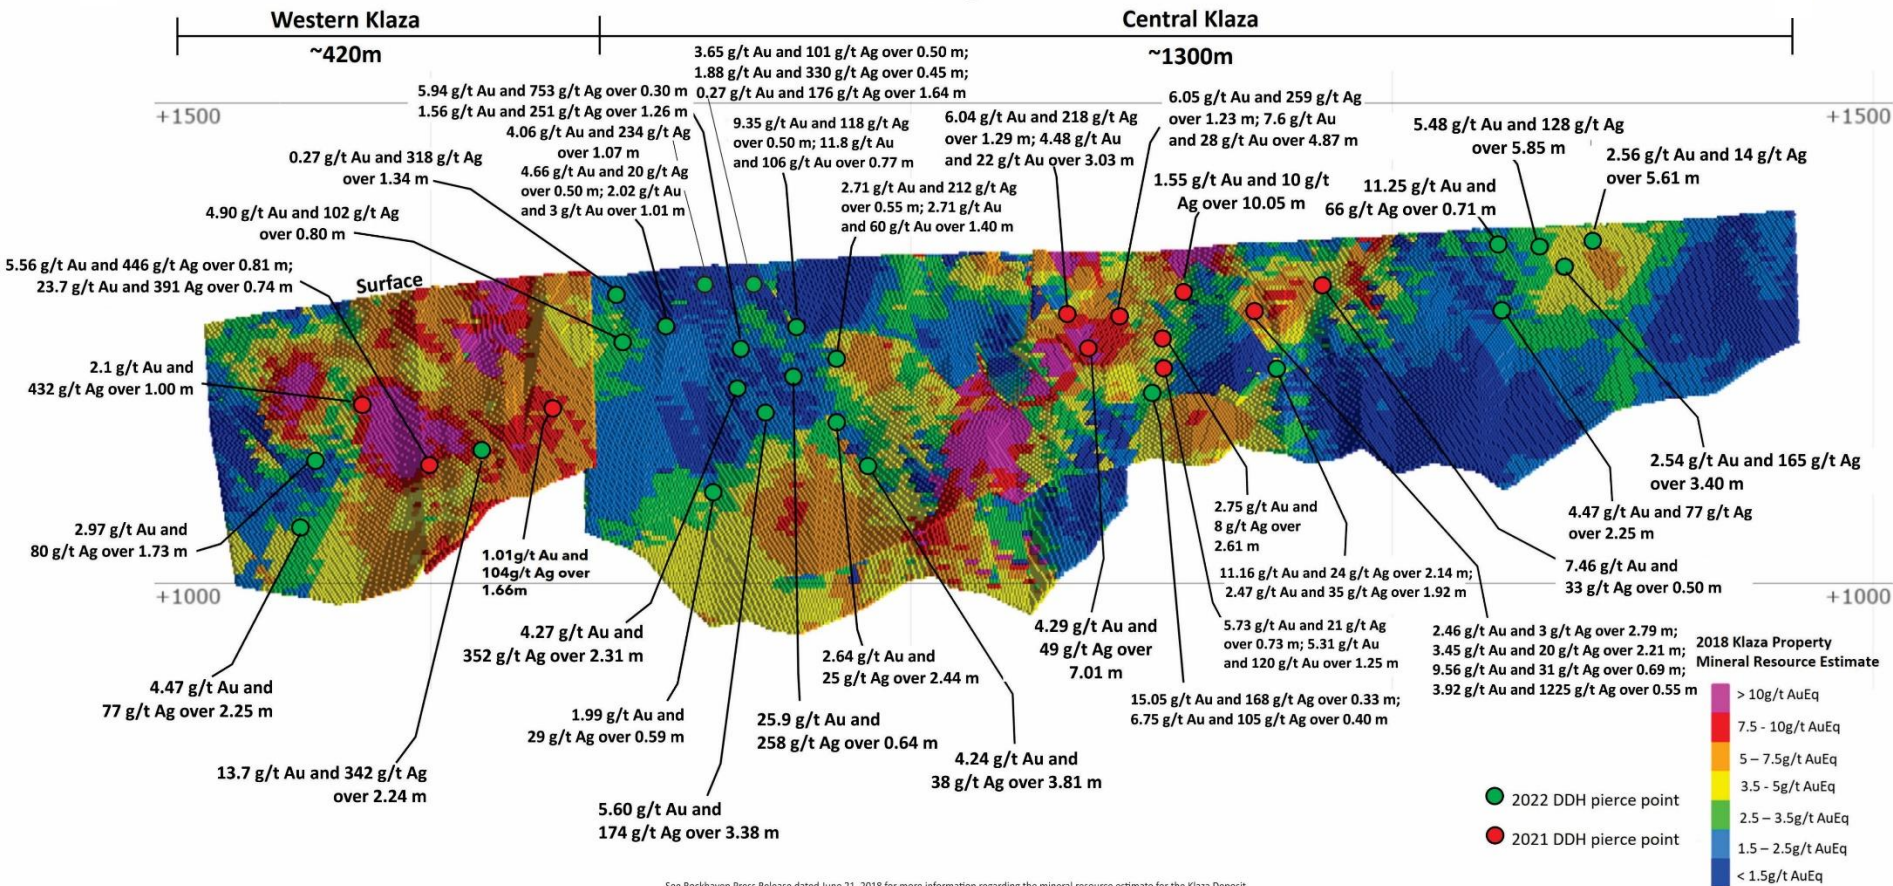 Western Klaza
~420m
Central Klaza
~1300m
+1500
+1500
3.65 g/t Au and 101 g/t Ag over 0.50 m;
1.88 g/t Au and 330 g/t Ag over 0.45 m;
0.27 g/t Au and 176 g/t Ag over 1.64 m
5.94 g/t Au and 753 g/t Ag over 0.30 m
1.56 g/t Au and 251 g/t Ag over 1.26 m
4.06 g/t Au and 234 g/t Ag
over 1.07 m
4.66 g/t Au and 20 g/t Ag
over 0.50 m; 2.02 g/t Au
and 3 g/t Au over 1.01 m
9.35 g/t Au and 118 g/t Ag
over 0.50 m; 11.8 g/t Au
and 106 g/t Au over 0.77 m
2.71 g/t Au and 212 g/t Ag
over 0.55 m; 2.71 g/t Au
and 60 g/t Au over 1.40 m
6.04 g/t Au and 218 g/t Ag
over 1.29 m; 4.48 g/t Au
and 22 g/t Au over 3.03 m
6.05 g/t Au and 259 g/t Ag
over 1.23 m; 7.6 g/t Au
and 28 g/t Au over 4.87 m
1.55 g/t Au and 10 g/t
Ag over 10.05 m
5.48 g/t Au and 128 g/t Ag
over 5.85 m
2.56 g/t Au and 14 g/t Ag
over 5.61 m
11.25 g/t Au and
66 g/t Ag over 0.71 m
0.27 g/t Au and 318 g/t Ag
over 1.34 m
4.90 g/t Au and 102 g/t Ag
over 0.80 m
5.56 g/t Au and 446 g/t Ag over 0.81 m;
23.7 g/t Au and 391 Ag over 0.74 m
Surface
2.1 g/t Au and
432 g/t Ag over 1.00 m
2.97 g/t Au and
80 g/t Ag over 1.73 m
1.01g/t Au and
104g/t Ag over
1.66m
+1000
+1000
4.47 g/t Au and
77 g/t Ag over 2.25 m
13.7 g/t Au and 342 g/t Ag
over 2.24 m
4.27 g/t Au and
352 g/t Ag over 2.31 m
1.99 g/t Au and
29 g/t Ag over 0.59 m
5.60 g/t Au and
174 g/t Ag over 3.38 m
25.9 g/t Au and
258 g/t Ag over 0.64 m
2.64 g/t Au and
25 g/t Ag over 2.44 m
4.24 g/t Au and
38 g/t Ag over 3.81 m
4.29 g/t Au and
49 g/t Ag over
7.01 m
15.05 g/t Au and 168 g/t Ag over 0.33 m;
6.75 g/t Au and 105 g/t Ag over 0.40 m
5.73 g/t Au and 21 g/t Ag
over 0.73 m; 5.31 g/t Au
and 120 g/t Au over 1.25 m
2.75 g/t Au and
8 g/t Ag over
2.61 m
11.16 g/t Au and 24 g/t Ag over 2.14 m;
2.47 g/t Au and 35 g/t Ag over 1.92 m
2.46 g/t Au and 3 g/t Ag over 2.79 m;
3.45 g/t Au and 20 g/t Ag over 2.21 m;
9.56 g/t Au and 31 g/t Ag over 0.69 m;
3.92 g/t Au and 1225 g/t Ag over 0.55 m
7.46 g/t Au and
33 g/t Ag over 0.50 m
4.47 g/t Au and 77 g/t Ag
over 2.25 m
2.54 g/t Au and 165 g/t Ag
over 3.40 m
2018 Klaza Property
Mineral Resource Estimate
> 10g/t AuEq
7.5 - 10g/t AuEq
5 – 7.5g/t AuEq
3.5 - 5g/t AuEq
2.5 – 3.5g/t AuEq
1.5 – 2.5g/t AuEq
< 1.5g/t AuEq
2022 DDH pierce point
2021 DDH pierce point
See Rockhaven Press Release dated June 21, 2018 for more information regarding the mineral resource estimate for the Klaza Deposit